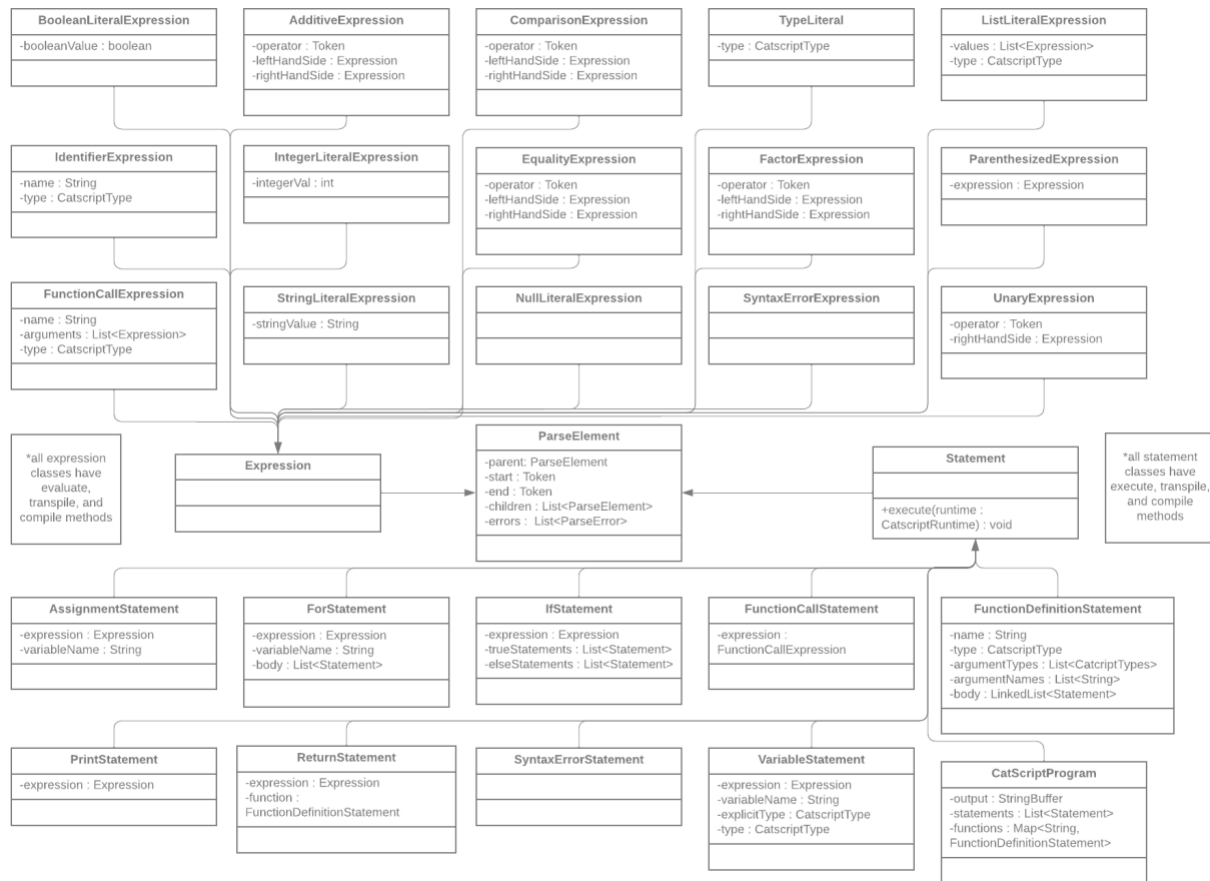 BooleanLiteralExpression
-booleanValue : boolean
AdditiveExpression
-operator : Token
-leftHandSide : Expression
-rightHandSide : Expression
ComparisonExpression
-operator : Token
-leftHandSide : Expression
-rightHandSide : Expression
TypeLiteral
-type : CatscriptType
ListLiteralExpression
-values : List<Expression>
-type : CatscriptType
IdentifierExpression
-name : String
-type : CatscriptType
IntegerLiteralExpression
-integerVal : int
EqualityExpression
-operator : Token
-leftHandSide : Expression
-rightHandSide : Expression
FactorExpression
-operator : Token
-leftHandSide : Expression
-rightHandSide : Expression
ParenthesizedExpression
-expression : Expression
FunctionCallExpression
-name : String
-arguments : List<Expression>
-type : CatscriptType
StringLiteralExpression
-stringValue : String
NullLiteralExpression
SyntaxErrorExpression
UnaryExpression
-operator : Token
-rightHandSide : Expression
*all expression
classes have
evaluate,
transpile, and
compile methods
Expression
ParseElement
-parent: ParseElement
-start : Token
-end : Token
-children : List<ParseElement>
-errors : List<ParseError>
Statement
+execute(runtime :
CatscriptRuntime) : void
*all statement
classes have
execute, transpile,
and compile
methods
AssignmentStatement
-expression : Expression
-variableName : String
ForStatement
-expression : Expression
-variableName : String
-body : List<Statement>
IfStatement
-expression : Expression
-trueStatements : List<Statement>
-elseStatements : List<Statement>
FunctionCallStatement
-expression :
FunctionCallExpression
FunctionDefinitionStatement
-name : String
-type : CatscriptType
-argumentTypes : List<CatcriptTypes>
-argumentNames : List<String>
-body : LinkedList<Statement>
PrintStatement
-expression : Expression
ReturnStatement
-expression : Expression
-function :
FunctionDefinitionStatement
SyntaxErrorStatement
VariableStatement
-expression : Expression
-variableName : String
-explicitType : CatscriptType
-type : CatscriptType
CatScriptProgram
-output : StringBuffer
-statements : List<Statement>
-functions : Map<String,
FunctionDefinitionStatement>